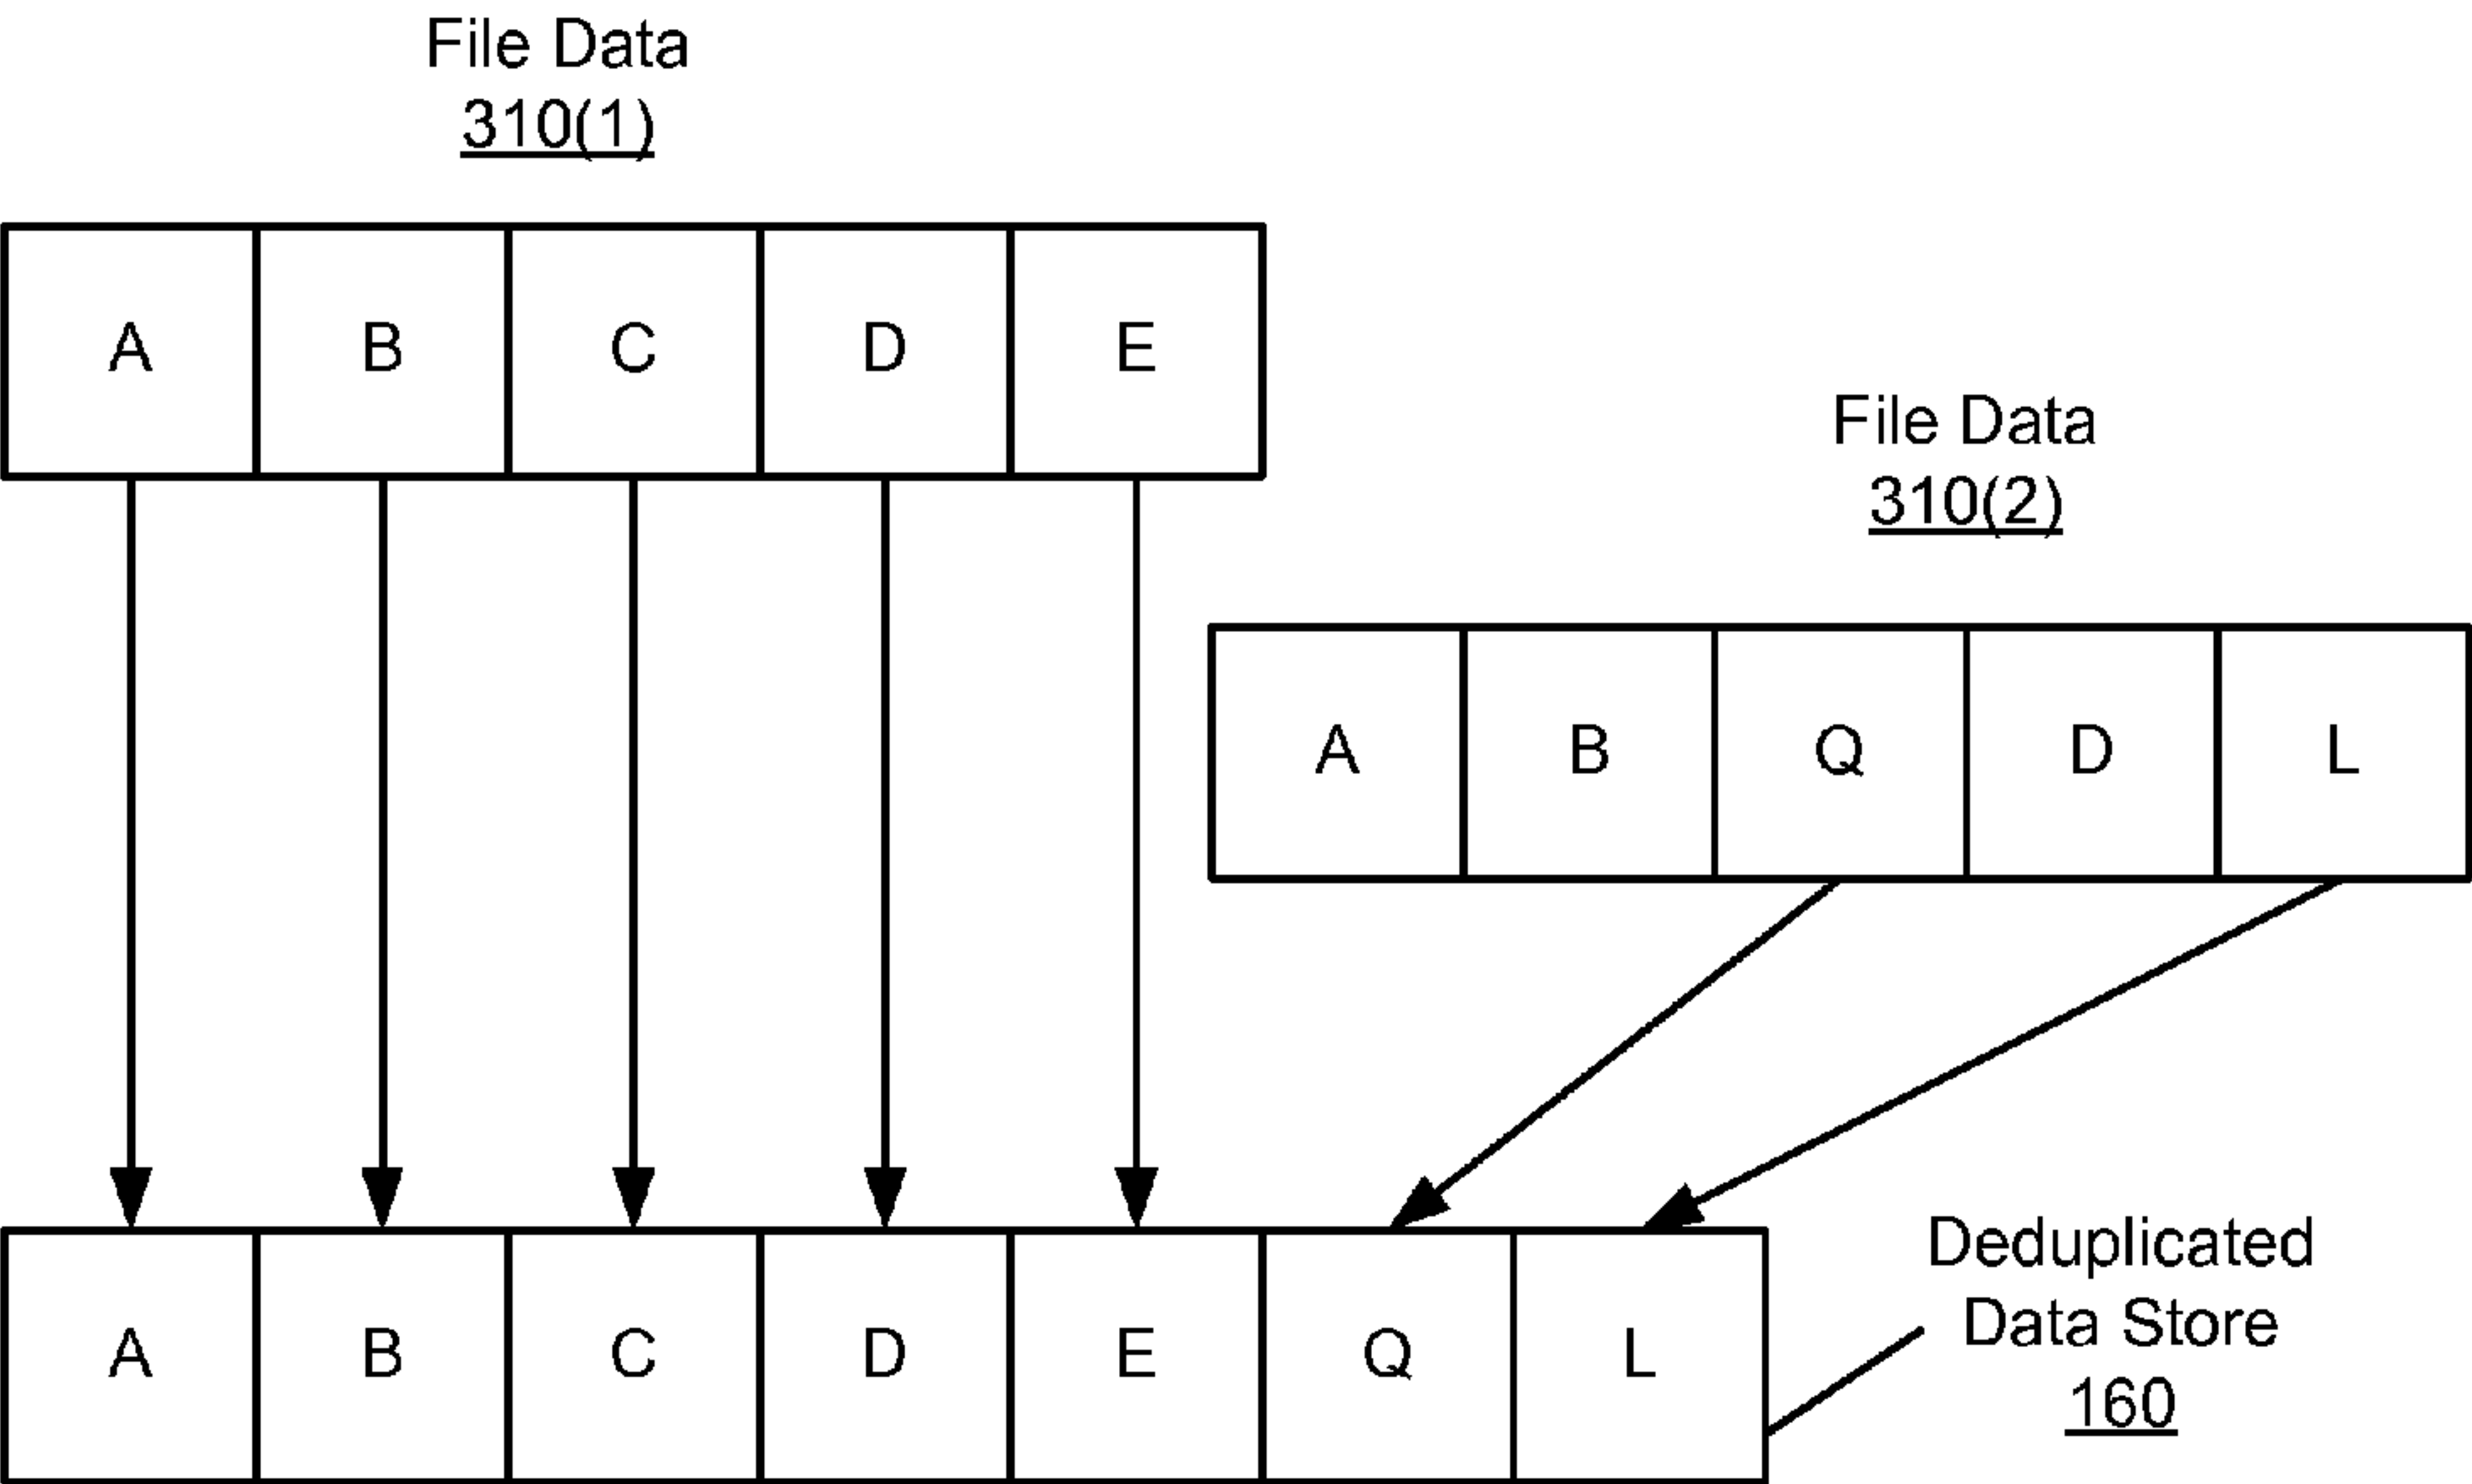 File Data
310(1)
A B C D E
File Data
310(2)
A B Q D L
A B C D E Q L
Deduplicated
Data Store
160